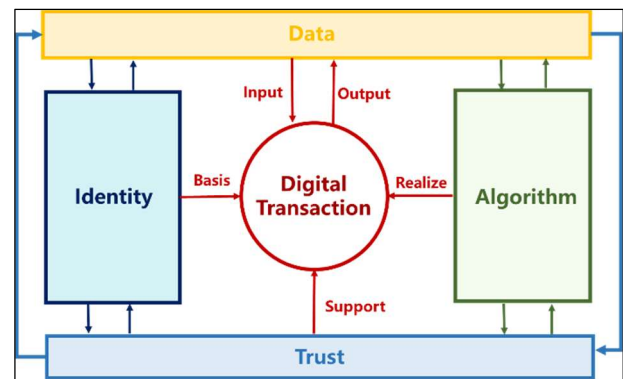 Data
Input
Output
Identity
Basis
Digital
Transaction
Realize
Algorithm
Support
Trust